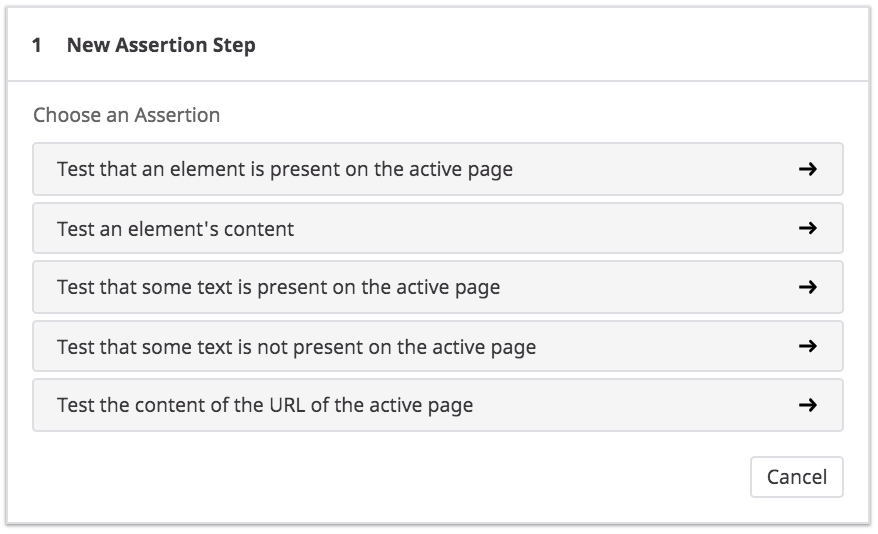 1 New Assertion Step
Choose an Assertion
Test that an element is present on the active page
Test an element's content
Test that some text is present on the active page
Test that some text is not present on the active page
Test the content of the URL of the active page
Cancel